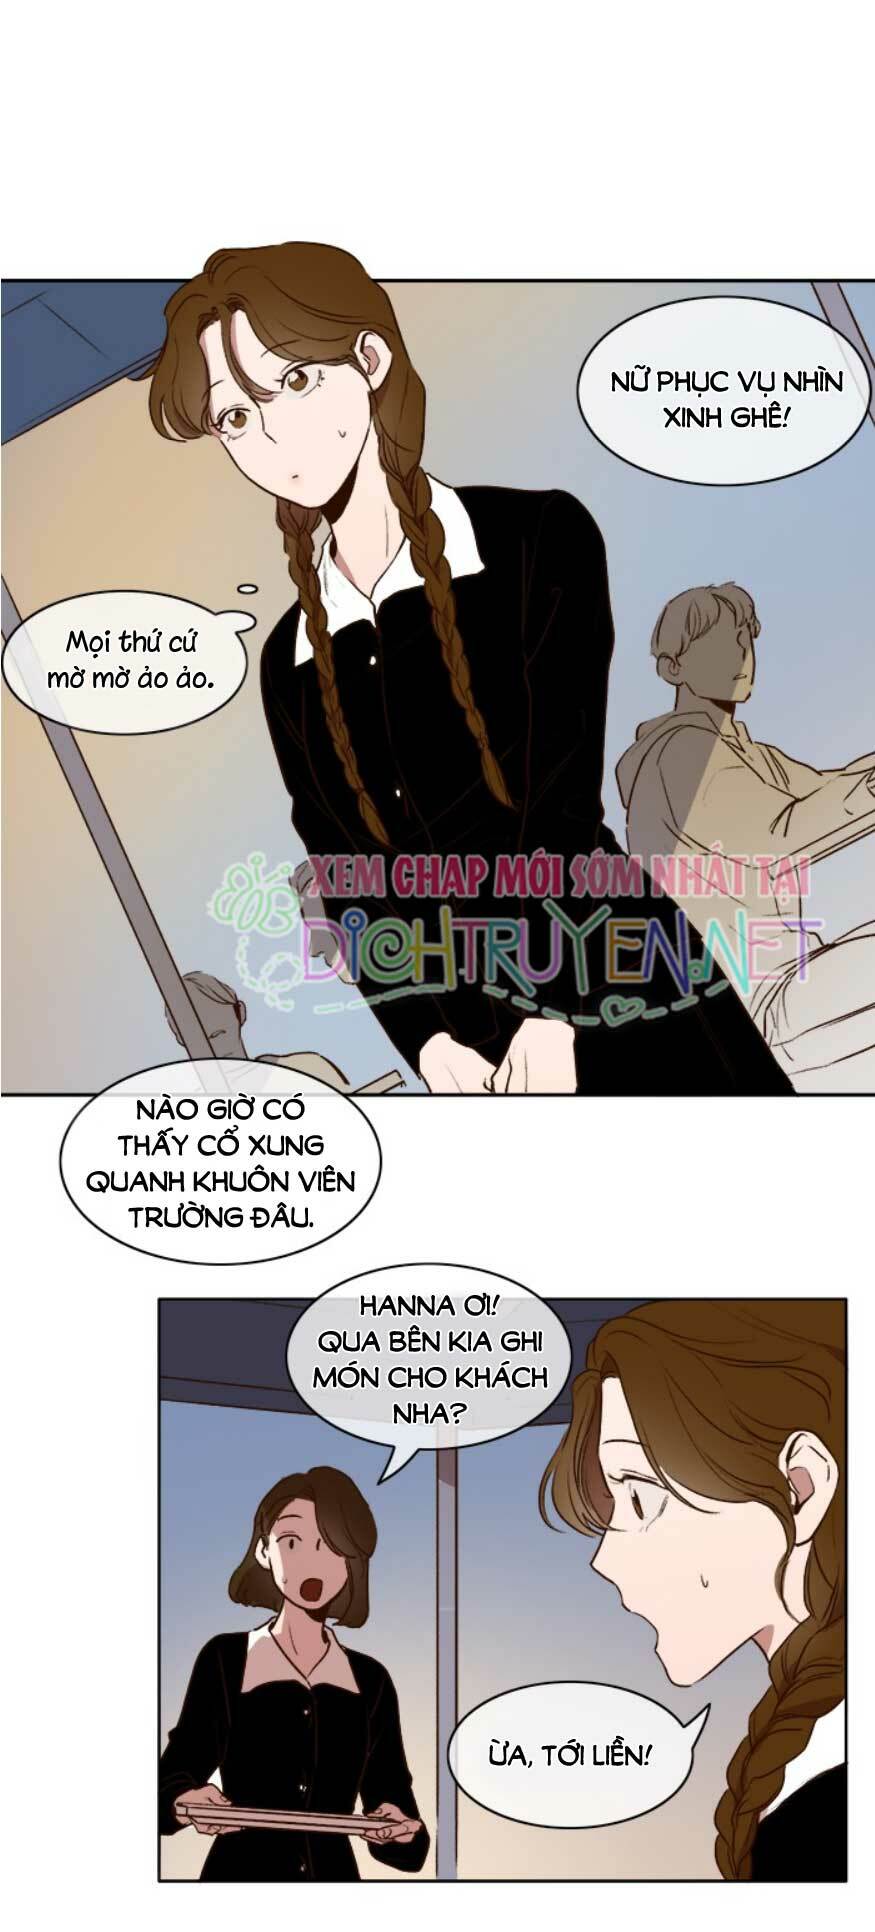 NỮ PHỤC VỤ NHÌN
XINH GHÊ!
Mọi thứ cứ
mờ mờ ảo ảo.
XEM CHAP MỚI SỚM NHẤT TẠI
DICHTRUYEN.NET
NÀO GIỜ CÓ
THẤY CỔ XUNG
QUANH KHUÔN VIÊN
TRƯỜNG ĐÂU.
HANNA ƠI!
QUA BÊN KIA GHI
MÓN CHO KHÁCH
NHA?
ỪA, TỚI LIỀN!